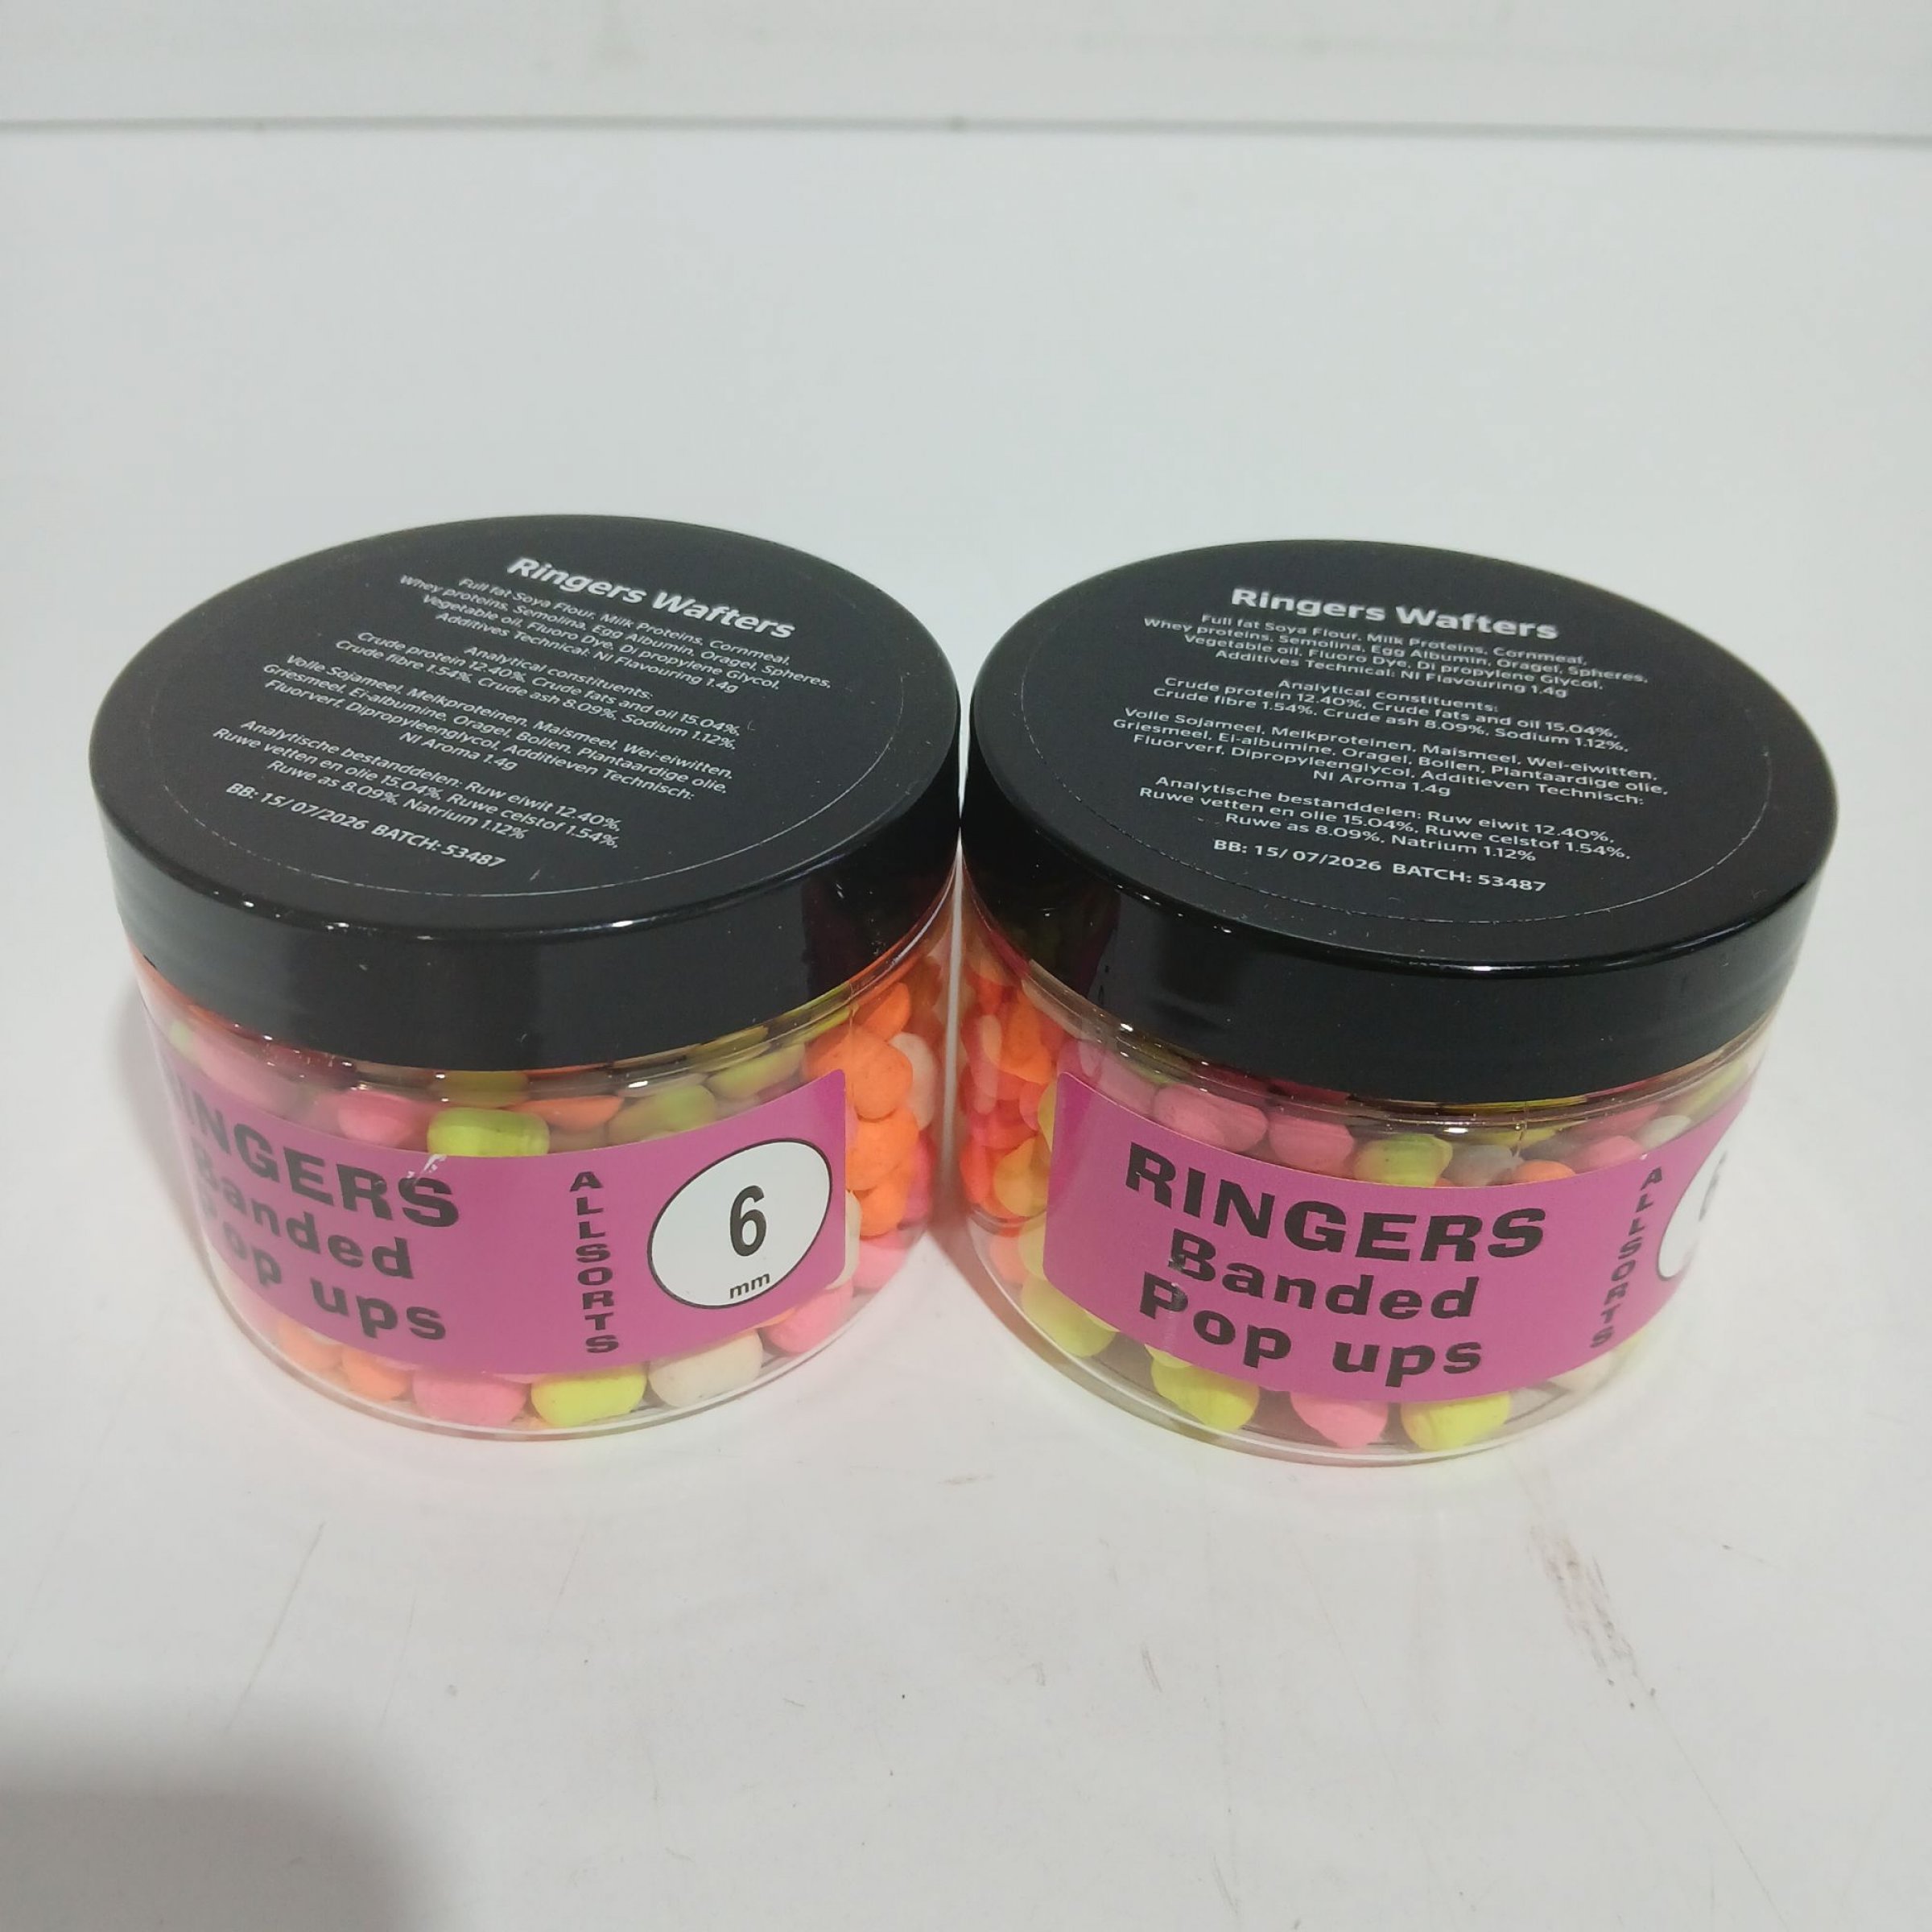 Ringers Wafters
Full fat Soya Flour, Milk Proteins, Cornmeal,
Whey proteins, Semolina, Egg Albumin, Oragel, Spheres,
Vegetable oil, Fluoro Dye, Di propylene Glycol,
Additives Technical: NI Flavouring 1.4g
Analytical constituents:
Crude protein 12.40%, Crude fats and oil 15.04%,
Crude fibre 1.54%, Crude ash 8.09%, Sodium 1.12%,
Volle Sojameel, Melkproteinen, Maismeel, Wei-eiwitten,
Griesmeel, Ei-albumine, Oragel, Bollen, Plantaardige olie,
Fluorverf, Dipropyleenglycol, Additieven Technisch:
NI Aroma 1.4g
Analytische bestanddelen: Ruw eiwit 12.40%,
Ruwe vetten en olie 15.04%, Ruwe celstof 1.54%,
Ruwe as 8.09%, Natrium 1.12%
BB: 15/ 07/2026 BATCH: 53487
RINGERS
Banded
Pop ups
ALLSORTS
6
mm
Ringers Wafters
Full fat Soya Flour, Milk Proteins, Cornmeal,
Whey proteins, Semolina, Egg Albumin, Oragel, Spheres,
Vegetable oil, Fluoro Dye, Di propylene Glycol,
Additives Technical: NI Flavouring 1.4g
Analytical constituents:
Crude protein 12.40%, Crude fats and oil 15.04%,
Crude fibre 1.54%, Crude ash 8.09%, Sodium 1.12%,
Volle Sojameel, Melkproteinen, Maismeel, Wei-eiwitten,
Griesmeel, Ei-albumine, Oragel, Bollen, Plantaardige olie,
Fluorverf, Dipropyleenglycol, Additieven Technisch:
NI Aroma 1.4g
Analytische bestanddelen: Ruw eiwit 12.40%,
Ruwe vetten en olie 15.04%, Ruwe celstof 1.54%,
Ruwe as 8.09%, Natrium 1.12%
BB: 15/ 07/2026 BATCH: 53487
RINGERS
Banded
Pop ups
ALLSORTS